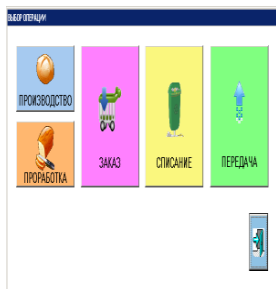 ВЫБОР ОПЕРАЦИИ
ПРОИЗВОДСТВО
ПРОРАБОТКА
ЗАКАЗ
СПИСАНИЕ
ПЕРЕДАЧА